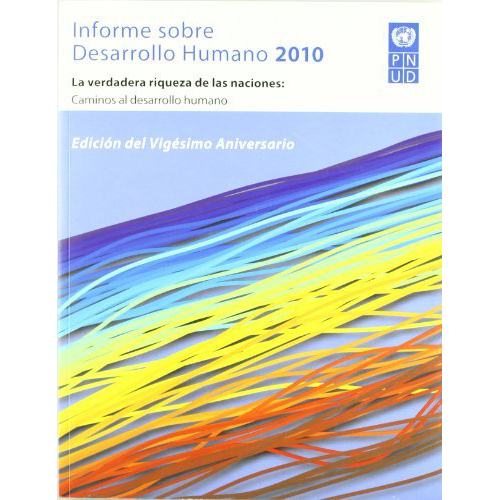 Informe sobre
Desarrollo Humano 2010
La verdadera riqueza de las naciones:
Caminos al desarrollo humano
P N
U D
Edición del Vigésimo Aniversario